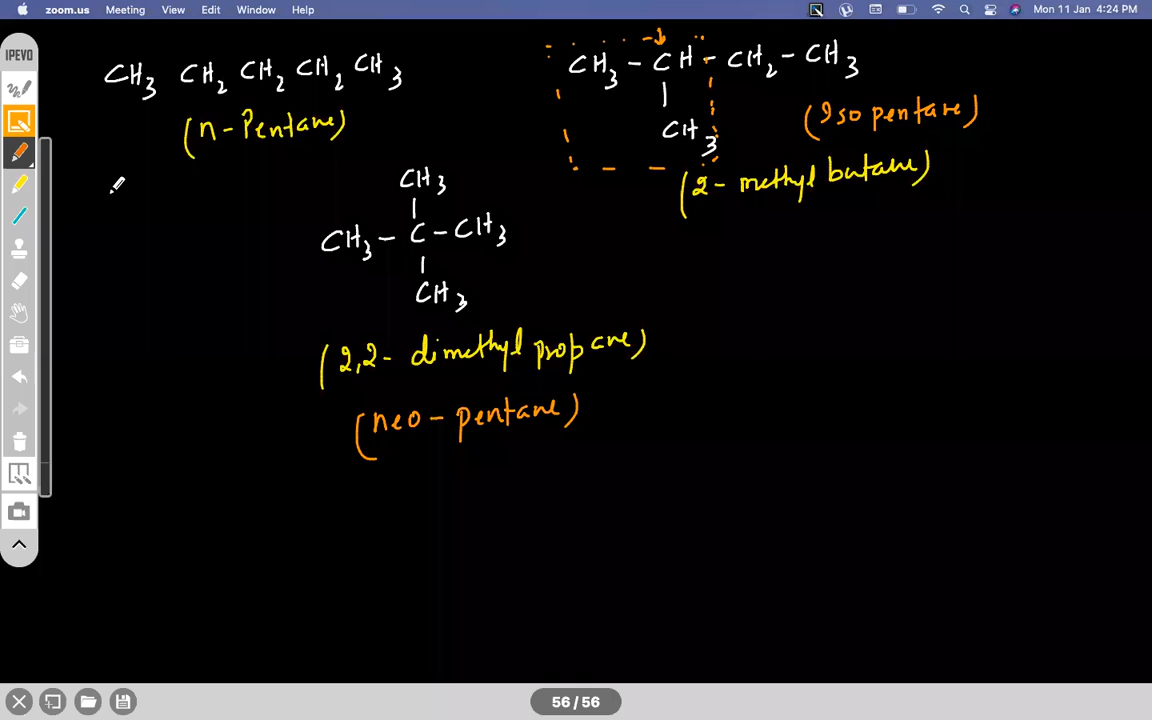 zoom.us Meeting View Edit Window Help Mon 11 Jan 4:24 PM
IPEVO
CH3 CH2 CH2 CH2 CH3
(n-Pentane)
CH3 - CH - CH2 - CH3
CH3
(Iso pentane)
(2- methyl butane)
CH3
CH3 - C - CH3
CH3
(2,2- dimethyl propane)
(neo - pentane)
56 / 56